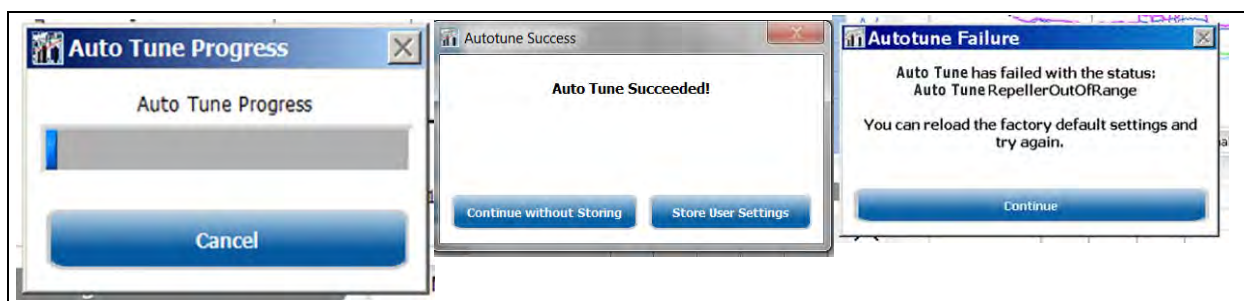 Auto Tune Progress
Auto Tune Progress
Cancel
Autotune Success
Auto Tune Succeeded!
Continue without Storing
Store User Settings
Autotune Failure
Auto Tune has failed with the status:
Auto Tune RepellerOutOfRange
You can reload the factory default settings and
try again.
Continue